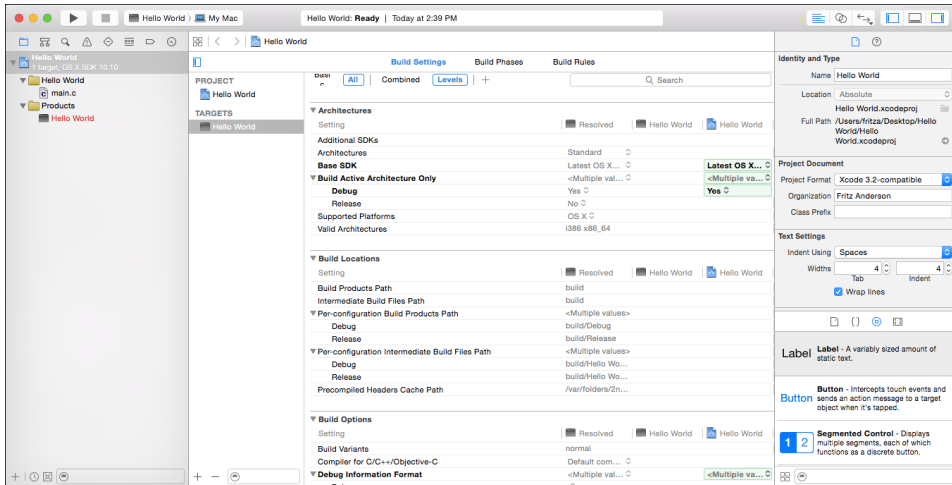 Hello World
My Mac
Hello World: Ready | Today at 2:39 PM
Hello World
Hello World
1 target, OS X SDK 10.10
Hello World
main.c
Products
Hello World
Build Settings
Build Phases
Build Rules
PROJECT
Hello World
TARGETS
Hello World
All
Combined
Levels
Search
Architectures
Setting
Resolved
Hello World
Hello World
Additional SDKs
Architectures
Standard
Base SDK
Latest OS X...
Latest OS X...
Build Active Architecture Only
<Multiple val...
<Multiple va...
Debug
Yes
Yes
Release
No
Supported Platforms
OS X
Valid Architectures
i386 x86_64
Build Locations
Setting
Resolved
Hello World
Hello World
Build Products Path
build
Intermediate Build Files Path
build
Per-configuration Build Products Path
<Multiple values>
Debug
build/Debug
Release
build/Release
Per-configuration Intermediate Build Files Path
<Multiple values>
Debug
build/Hello Wo...
Release
build/Hello Wo...
Precompiled Headers Cache Path
/var/folders/2n...
Build Options
Setting
Resolved
Hello World
Hello World
Build Variants
normal
Compiler for C/C++/Objective-C
Default com...
Debug Information Format
<Multiple val...
<Multiple va...
Identity and Type
Name
Hello World
Location
Absolute
Hello World.xcodeproj
Full Path
/Users/fritza/Desktop/Hello
World/Hello
World.xcodeproj
Project Document
Project Format
Xcode 3.2-compatible
Organization
Fritz Anderson
Class Prefix
Text Settings
Indent Using
Spaces
Widths
4
4
Tab
Indent
Wrap lines
Label
Label - A variably sized amount of
static text.
Button
Button - Intercepts touch events and
sends an action message to a target
object when it's tapped.
1 2
Segmented Control - Displays
multiple segments, each of which
functions as a discrete button.